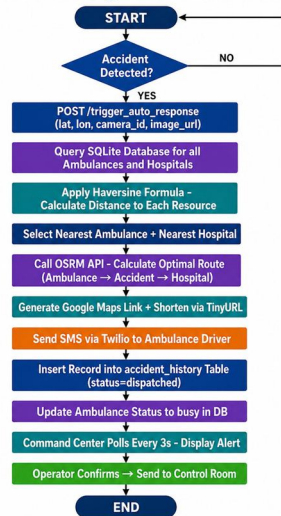 START
Accident
Detected?
NO
YES
POST /trigger_auto_response
(lat, lon, camera_id, image_url)
Query SQLite Database for all
Ambulances and Hospitals
Apply Haversine Formula –
Calculate Distance to Each Resource
Select Nearest Ambulance + Nearest Hospital
Call OSRM API – Calculate Optimal Route
(Ambulance → Accident → Hospital)
Generate Google Maps Link + Shorten via TinyURL
Send SMS via Twilio to Ambulance Driver
Insert Record into accident_history Table
(status=dispatched)
Update Ambulance Status to busy in DB
Command Center Polls Every 3s – Display Alert
Operator Confirms → Send to Control Room
END